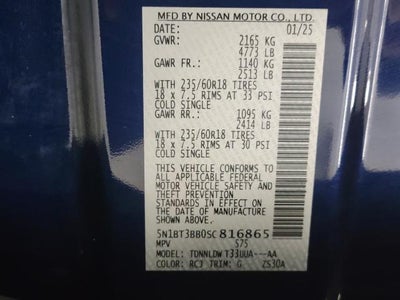 MFD BY NISSAN MOTOR CO., LTD.
DATE: 01/25
GVWR: 2165 KG
4773 LB
GAWR FR.: 1140 KG
2513 LB
WITH 235/60R18 TIRES
18 x 7.5 RIMS AT 33 PSI
COLD SINGLE
GAWR RR.: 1095 KG
2414 LB
WITH 235/60R18 TIRES
18 x 7.5 RIMS AT 30 PSI
COLD SINGLE
THIS VEHICLE CONFORMS TO
ALL APPLICABLE FEDERAL
MOTOR VEHICLE SAFETY AND THEFT
STANDARDS IN EFFECT ON THE
DATE OF MANUFACTURE
SHOWN ABOVE.
5N1BT3BB0SC816865
MPV S75
MODEL: TDNNLDWT33UUA---AA
COLOR: RCJ TRIM: G ZS30A